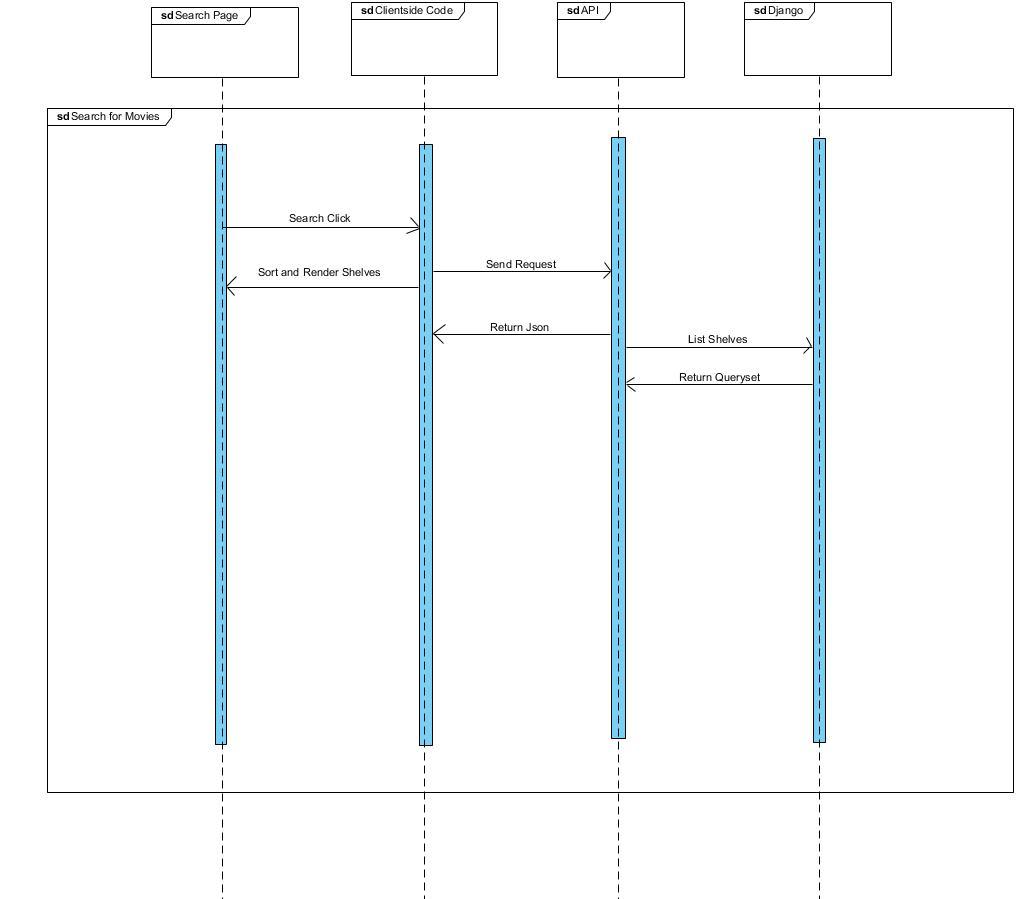 sd Search Page
sd Clientside Code
sd API
sd Django
sd Search for Movies
Search Click
Send Request
Sort and Render Shelves
Return Json
List Shelves
Return Queryset